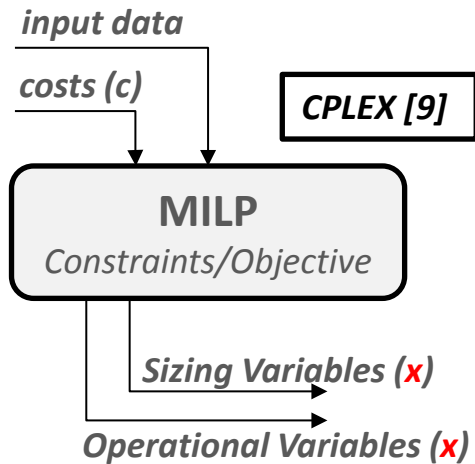 input data
costs (c)
CPLEX [9]
MILP
Constraints/Objective
Sizing Variables (x)
Operational Variables (x)